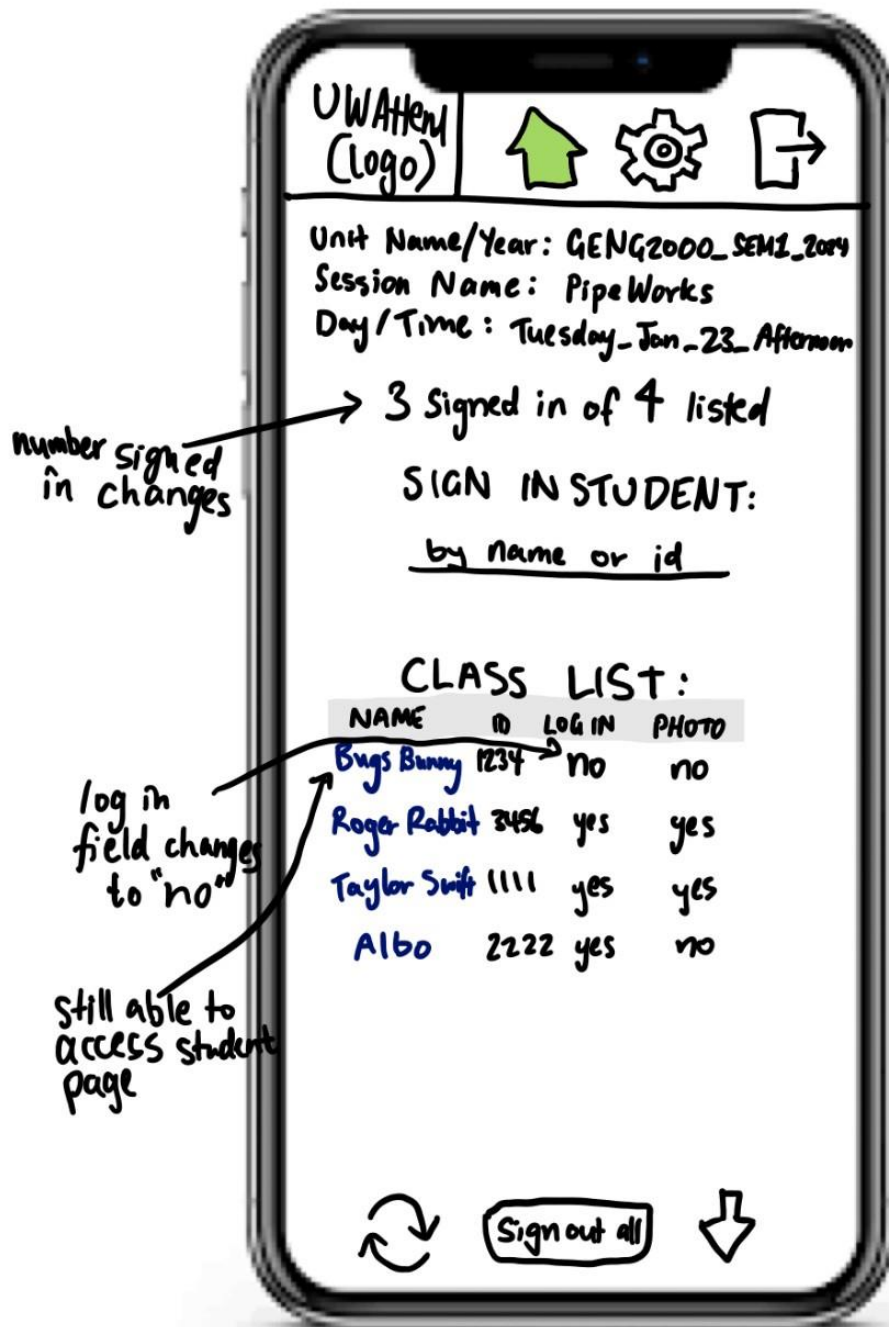 UWAttend
(logo)
Unit Name/Year: GENG2000_SEM1_2024
Session Name: PipeWorks
Day/Time: Tuesday_Jan_23_Afternoon
3 Signed in of 4 listed
number signed
in changes
SIGN IN STUDENT:
by name or id
CLASS LIST:
NAME ID LOG IN PHOTO
Bugs Bunny 1234 no no
Roger Rabbit 3456 yes yes
Taylor Swift 1111 yes yes
Albo 2222 yes no
log in
field changes
to "no"
still able to
access student
page
Sign out all